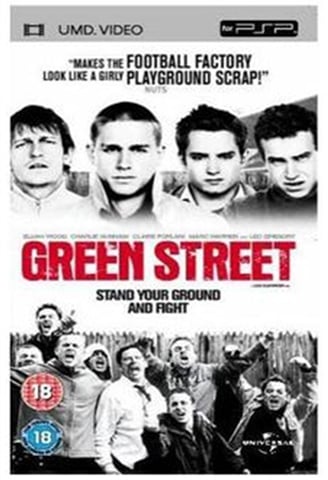 UMD. VIDEO
for PSP
"MAKES THE FOOTBALL FACTORY
LOOK LIKE A GIRLY PLAYGROUND SCRAP!"
NUTS
ELIJAH WOOD CHARLIE HUNNAM CLAIRE FORLANI MARC WARREN AND LEO GREGORY
GREEN STREET
STAND YOUR GROUND
AND FIGHT
18
18
UNIVERSAL